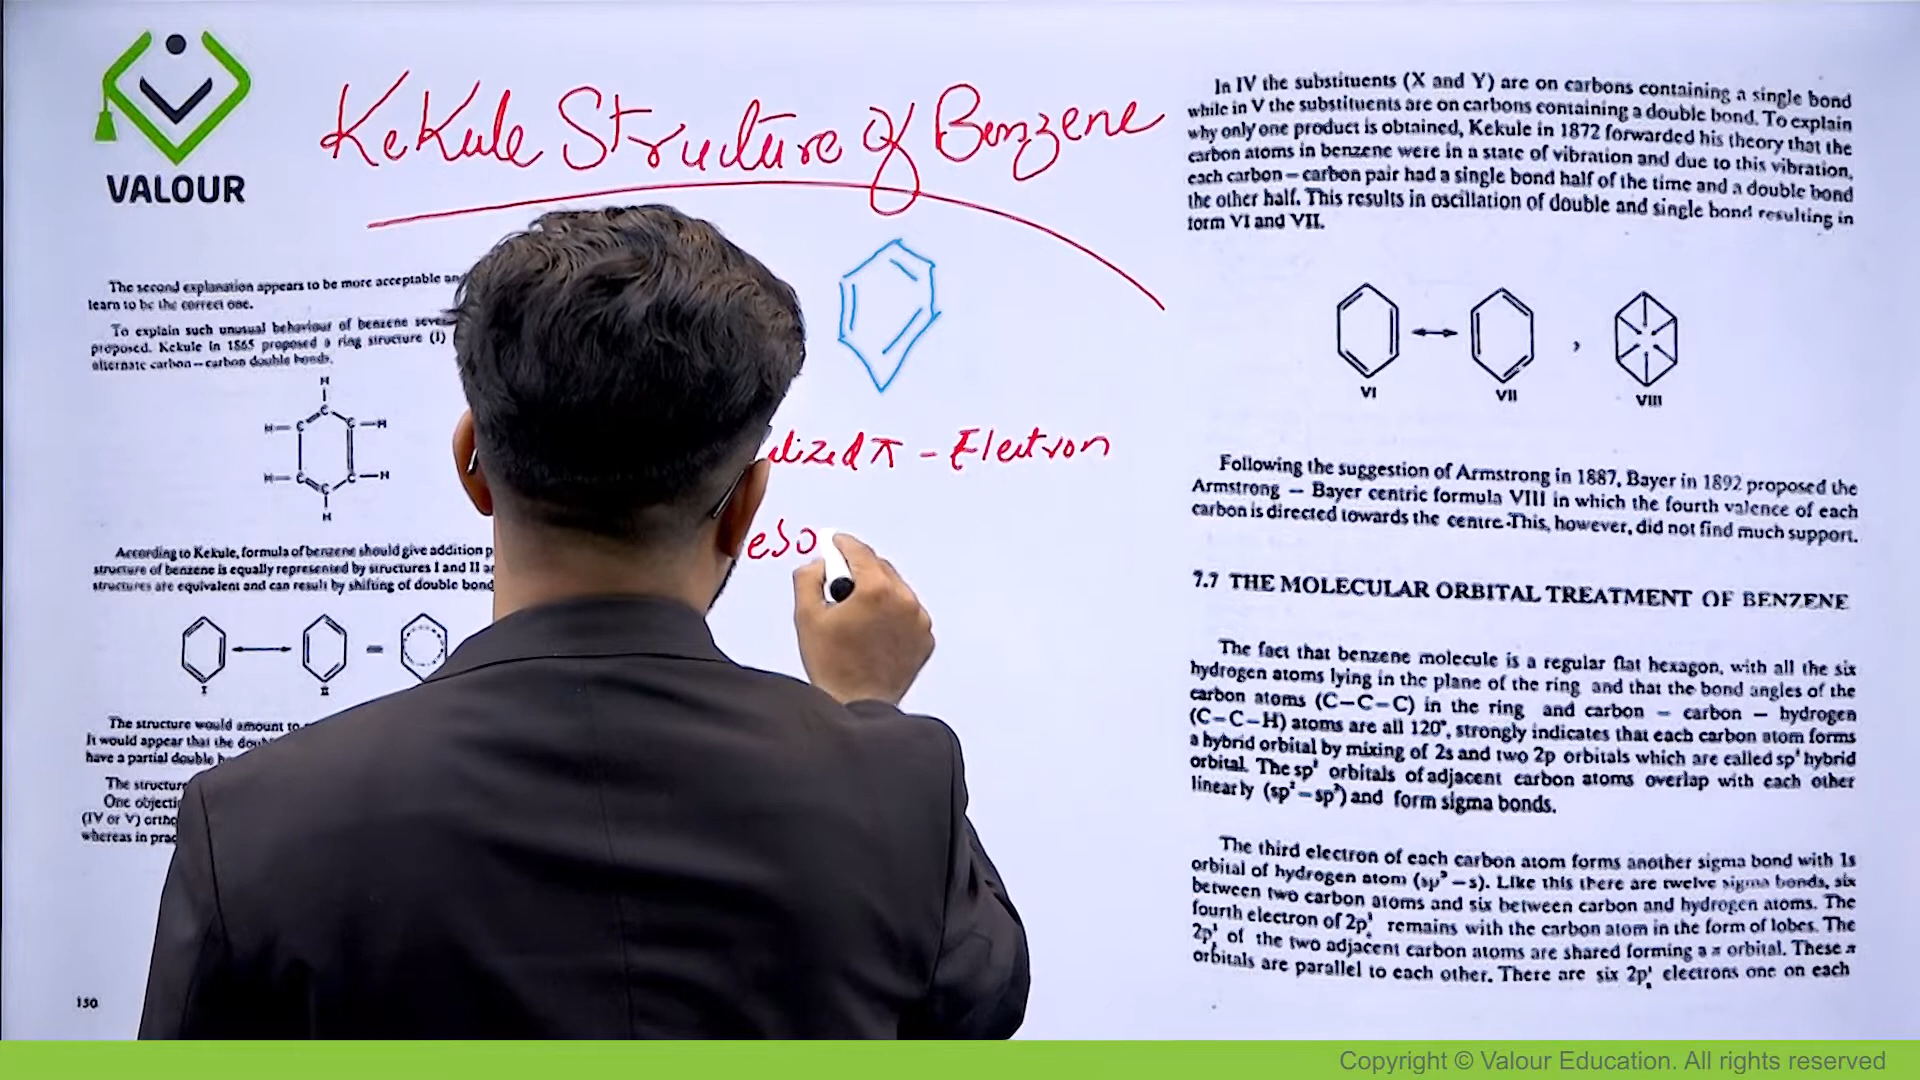 VALOUR
KeKule Structure of Benzene
The second explanation appears to be more acceptable
learn to be the correct one.
To explain such unusual behaviour of benzene
proposed. Kekule in 1865 proposed a ring structure (I)
alternate carbon – carbon double bonds.
H
C
H – C C – H
H – C C – H
C
H
According to Kekule, formula of benzene should give addition
structure of benzene is equally represented by structures I and II
structures are equivalent and can result by shifting of double bond
I II
The structure would amount to
It would appear that the
have a partial double
The structure
One
(IV or V)
whereas in
150
π – Electron
In IV the substituents (X and Y) are on carbons containing a single bond
while in V the substituents are on carbons containing a double bond. To explain
why only one product is obtained, Kekule in 1872 forwarded his theory that the
carbon atoms in benzene were in a state of vibration and due to this vibration,
each carbon – carbon pair had a single bond half of the time and a double bond
the other half. This results in oscillation of double and single bond resulting in
form VI and VII.
,
VI VII VIII
Following the suggestion of Armstrong in 1887, Bayer in 1892 proposed the
Armstrong – Bayer centric formula VIII in which the fourth valence of each
carbon is directed towards the centre. This, however, did not find much support.
7.7 THE MOLECULAR ORBITAL TREATMENT OF BENZENE
The fact that benzene molecule is a regular flat hexagon, with all the six
hydrogen atoms lying in the plane of the ring and that the bond angles of the
carbon atoms (C–C–C) in the ring and carbon – carbon – hydrogen
(C–C–H) atoms are all 120°, strongly indicates that each carbon atom forms
a hybrid orbital by mixing of 2s and two 2p orbitals which are called hybrid
orbital. The orbitals of adjacent carbon atoms overlap with each other
linearly (sp²–sp²) and form sigma bonds.
The third electron of each carbon atom forms another sigma bond with 1s
orbital of hydrogen atom Like this there are twelve sigma bonds, six
between two carbon atoms and six between carbon and hydrogen atoms. The
fourth electron of remains with the carbon atom in the form of lobes. The
of the two adjacent carbon atoms are shared forming a π orbital. These π
orbitals are parallel to each other. There are six electrons one on each
Copyright © Valour Education. All rights reserved